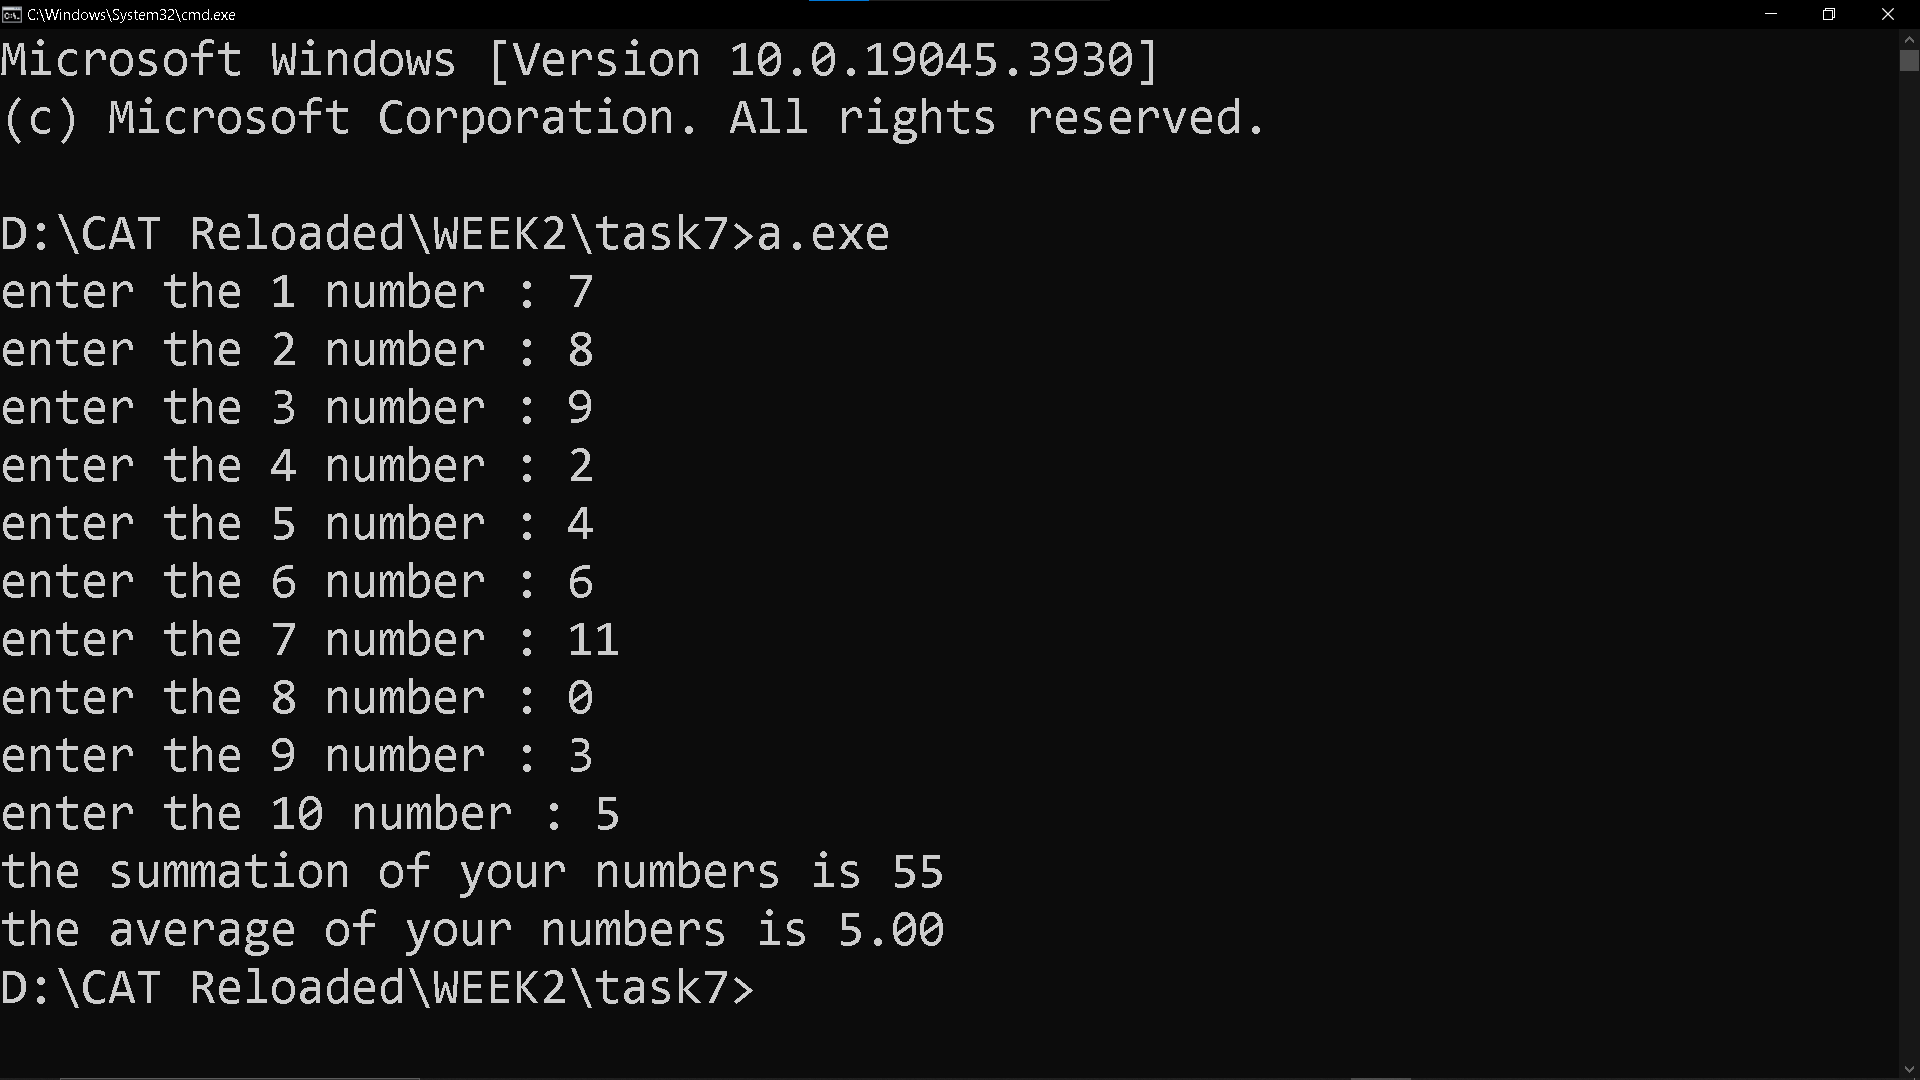 C:\Windows\System32\cmd.exe
Microsoft Windows [Version 10.0.19045.3930]
(c) Microsoft Corporation. All rights reserved.
D:\CAT Reloaded\WEEK2\task7>a.exe
enter the 1 number : 7
enter the 2 number : 8
enter the 3 number : 9
enter the 4 number : 2
enter the 5 number : 4
enter the 6 number : 6
enter the 7 number : 11
enter the 8 number : 0
enter the 9 number : 3
enter the 10 number : 5
the summation of your numbers is 55
the average of your numbers is 5.00
D:\CAT Reloaded\WEEK2\task7>